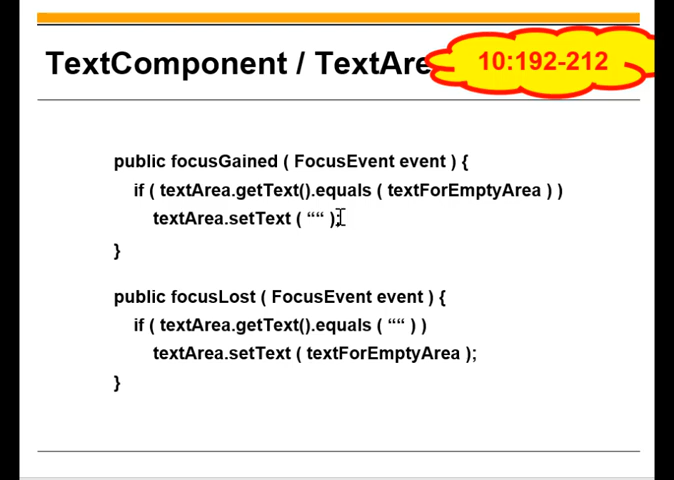 TextComponent / TextAre
10:192-212
public focusGained ( FocusEvent event ) {
if ( textArea.getText().equals ( textForEmptyArea ) )
textArea.setText ( ““ );
}
public focusLost ( FocusEvent event ) {
if ( textArea.getText().equals ( ““ ) )
textArea.setText ( textForEmptyArea );
}